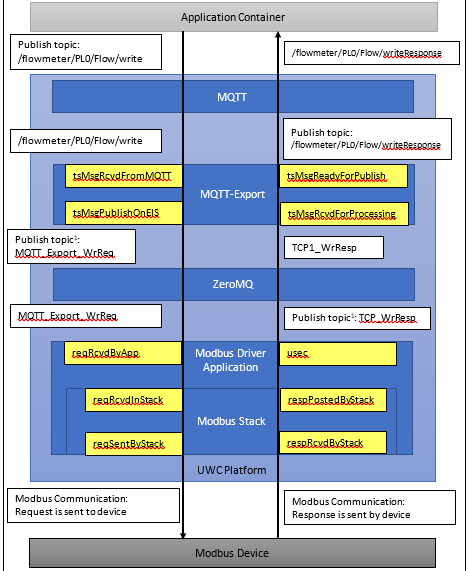 Application Container
Publish topic:
/flowmeter/PL0/Flow/write
/flowmeter/PL0/Flow/writeResponse
MQTT
/flowmeter/PL0/Flow/write
Publish topic:
/flowmeter/PL0/Flow/writeResponse
tsMsgRcvdFromMQTT
tsMsgReadyForPublish
MQTT-Export
tsMsgPublishOnEIS
tsMsgRcvdForProcessing
Publish topic¹:
MQTT_Export_WrReq
TCP1_WrResp
ZeroMQ
MQTT_Export_WrReq
Publish topic¹: TCP_WrResp
reqRcvdByApp
Modbus Driver
Application
usec
reqRcvdInStack
respPostedByStack
Modbus Stack
reqSentByStack
respRcvdByStack
UWC Platform
Modbus Communication:
Request is sent to device
Modbus Communication:
Response is sent by device
Modbus Device